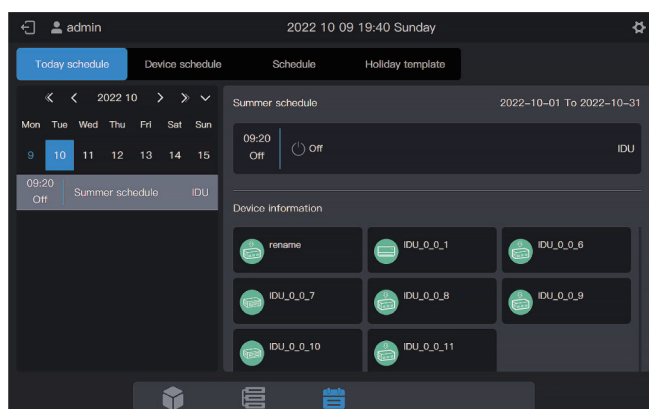 admin
2022 10 09 19:40 Sunday
Today schedule
Device schedule
Schedule
Holiday template
2022 10
Mon Tue Wed Thu Fri Sat Sun
9 10 11 12 13 14 15
09:20
Off
Summer schedule
IDU
Summer schedule
2022-10-01 To 2022-10-31
09:20
Off
Off
IDU
Device information
rename
IDU_0_0_1
IDU_0_0_6
IDU_0_0_7
IDU_0_0_8
IDU_0_0_9
IDU_0_0_10
IDU_0_0_11